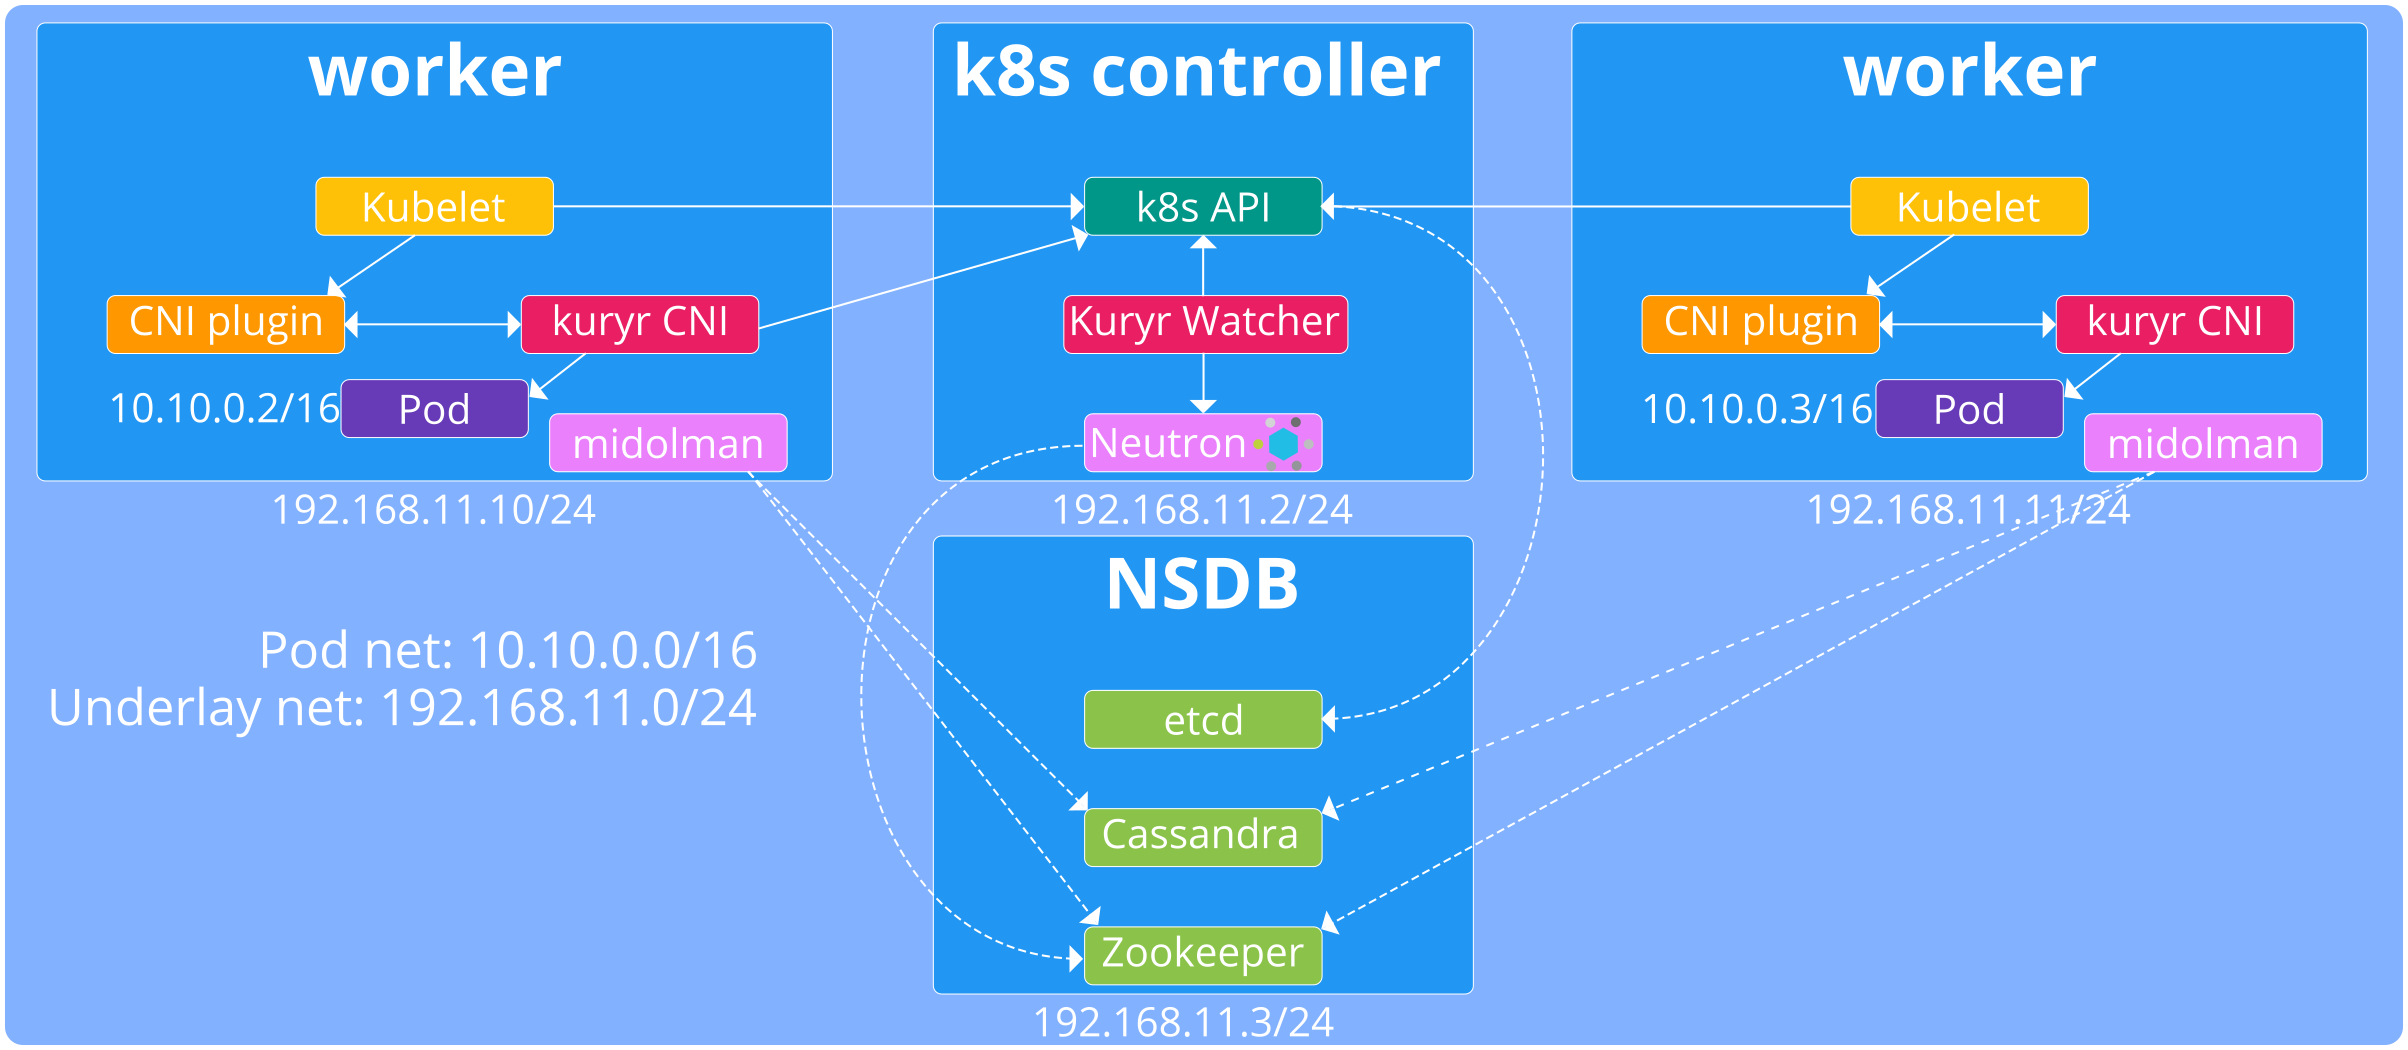 worker
Kubelet
CNI plugin
kuryr CNI
10.10.0.2/16
Pod
midolman
192.168.11.10/24
k8s controller
k8s API
Kuryr Watcher
Neutron
192.168.11.2/24
worker
Kubelet
CNI plugin
kuryr CNI
10.10.0.3/16
Pod
midolman
192.168.11.11/24
Pod net: 10.10.0.0/16
Underlay net: 192.168.11.0/24
NSDB
etcd
Cassandra
Zookeeper
192.168.11.3/24